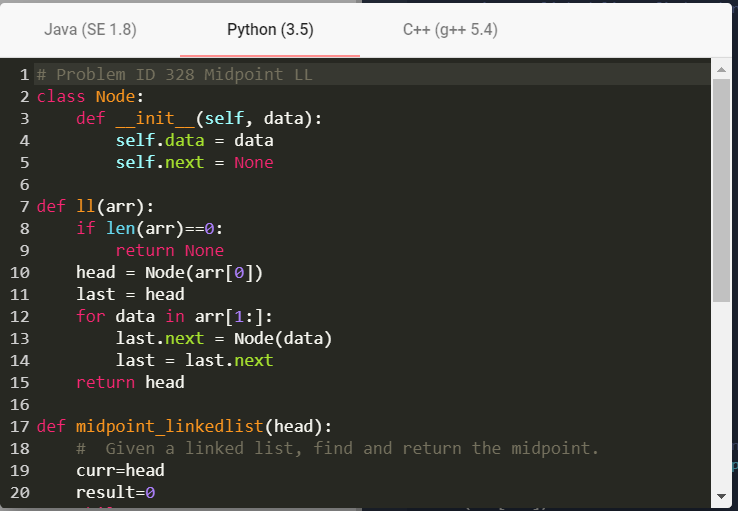 Java (SE 1.8) Python (3.5) C++ (g++ 5.4)
1 # Problem ID 328 Midpoint LL
2 class Node:
3     def __init__(self, data):
4         self.data = data
5         self.next = None
6
7 def ll(arr):
8     if len(arr)==0:
9         return None
10     head = Node(arr[0])
11     last = head
12     for data in arr[1:]:
13         last.next = Node(data)
14         last = last.next
15     return head
16
17 def midpoint_linkedlist(head):
18     #  Given a linked list, find and return the midpoint.
19     curr=head
20     result=0